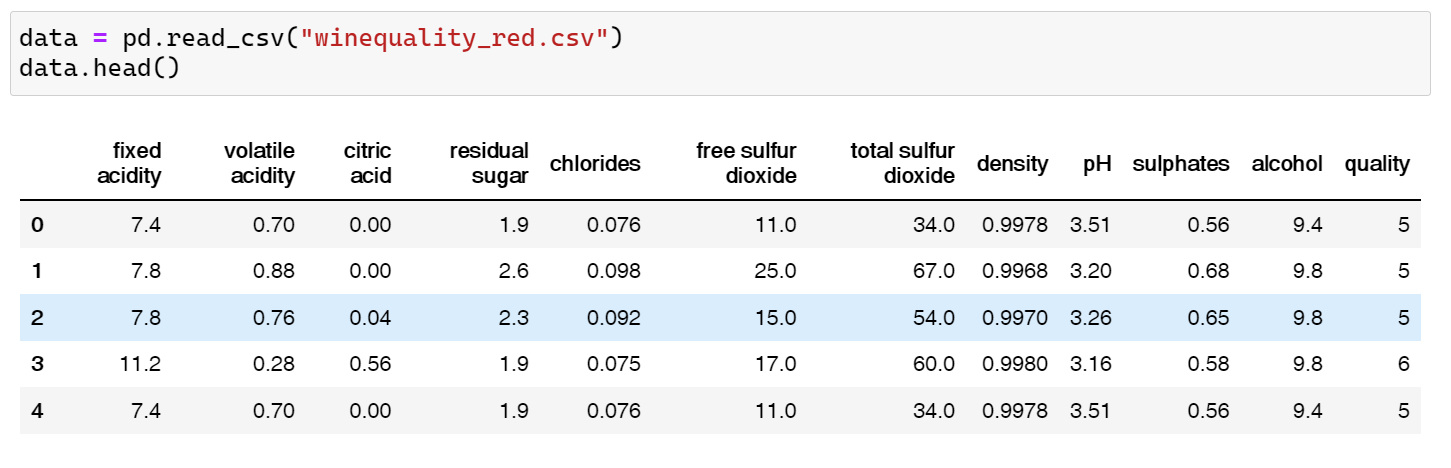 data = pd.read_csv("winequality_red.csv")
data.head()
fixed acidity volatile acidity citric acid residual sugar chlorides free sulfur dioxide total sulfur dioxide density pH sulphates alcohol quality
0 7.4 0.70 0.00 1.9 0.076 11.0 34.0 0.9978 3.51 0.56 9.4 5
1 7.8 0.88 0.00 2.6 0.098 25.0 67.0 0.9968 3.20 0.68 9.8 5
2 7.8 0.76 0.04 2.3 0.092 15.0 54.0 0.9970 3.26 0.65 9.8 5
3 11.2 0.28 0.56 1.9 0.075 17.0 60.0 0.9980 3.16 0.58 9.8 6
4 7.4 0.70 0.00 1.9 0.076 11.0 34.0 0.9978 3.51 0.56 9.4 5